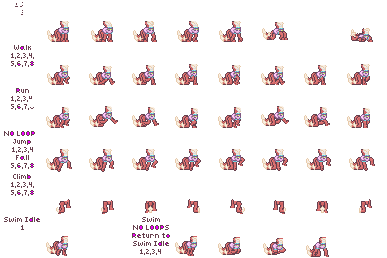 Walk
1,2,3,4,
5,6,7,8
Run
1,2,3,4
5,6,7,
NO LOOP
Jump
1,2,3,4
Fall
5,6,7,8
Climb
1,2,3,4,
5,6,7,8
Swim Idle
1
Swim
NO LOOPS
Return to
Swim Idle
1,2,3,4